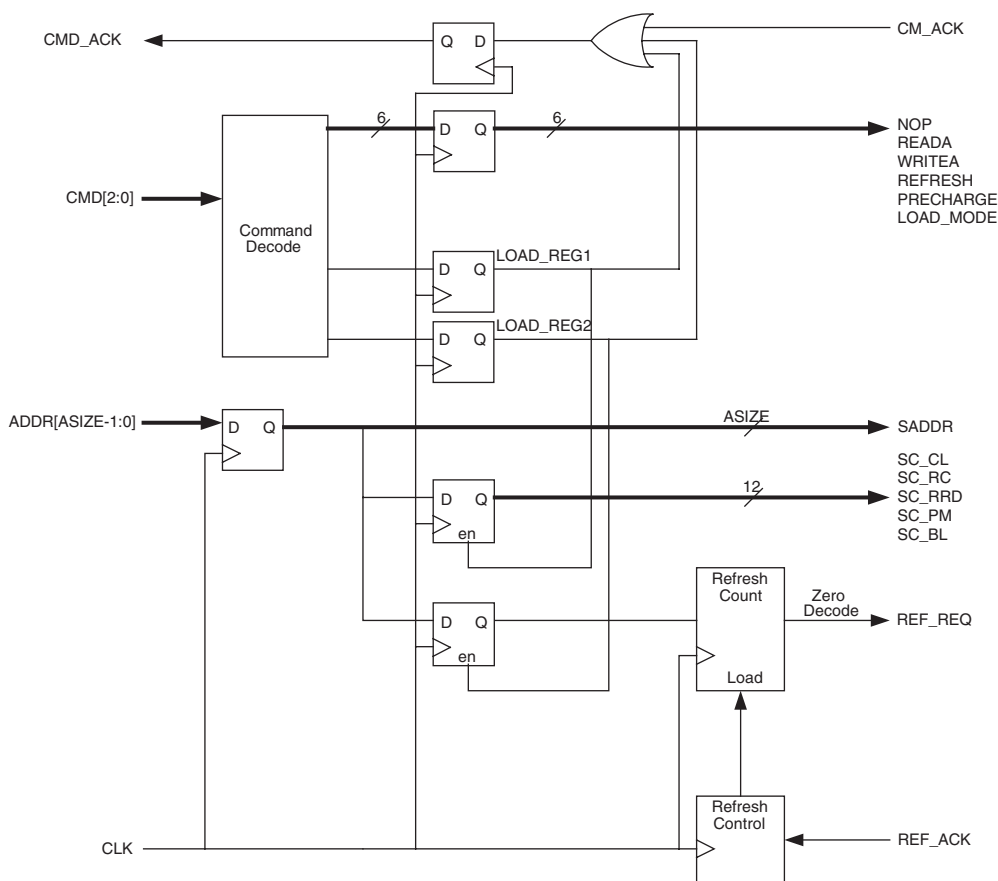 CMD_ACK
Q D
CM_ACK
6
D Q
6
NOP
READA
WRITEA
REFRESH
PRECHARGE
LOAD_MODE
CMD[2:0]
Command
Decode
LOAD_REG1
D Q
LOAD_REG2
D Q
ADDR[ASIZE-1:0]
D Q
ASIZE
SADDR
SC_CL
SC_RC
SC_RRD
SC_PM
SC_BL
D Q
en
12
Refresh
Count
Load
Zero
Decode
REF_REQ
D Q
en
Refresh
Control
CLK
REF_ACK